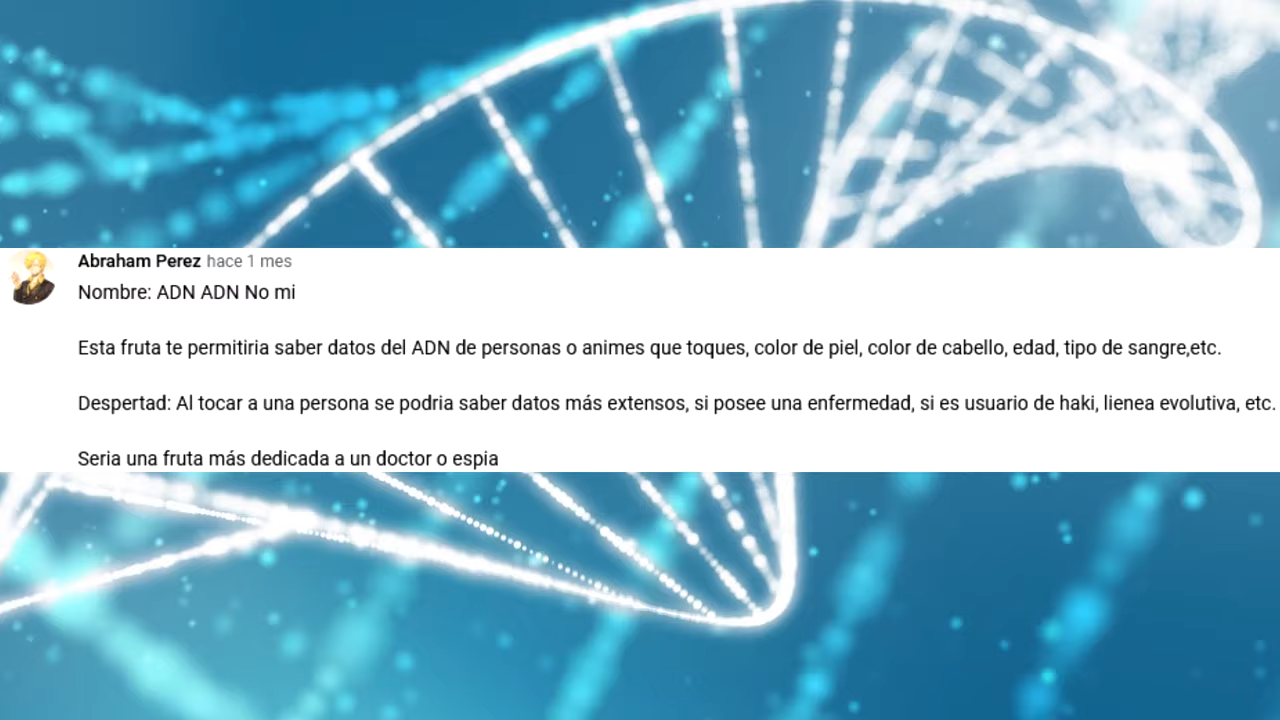 Abraham Perez hace 1 mes
Nombre: ADN ADN No mi
Esta fruta te permitiria saber datos del ADN de personas o animes que toques, color de piel, color de cabello, edad, tipo de sangre,etc.
Despertad: Al tocar a una persona se podria saber datos más extensos, si posee una enfermedad, si es usuario de haki, lienea evolutiva, etc.
Seria una fruta más dedicada a un doctor o espia